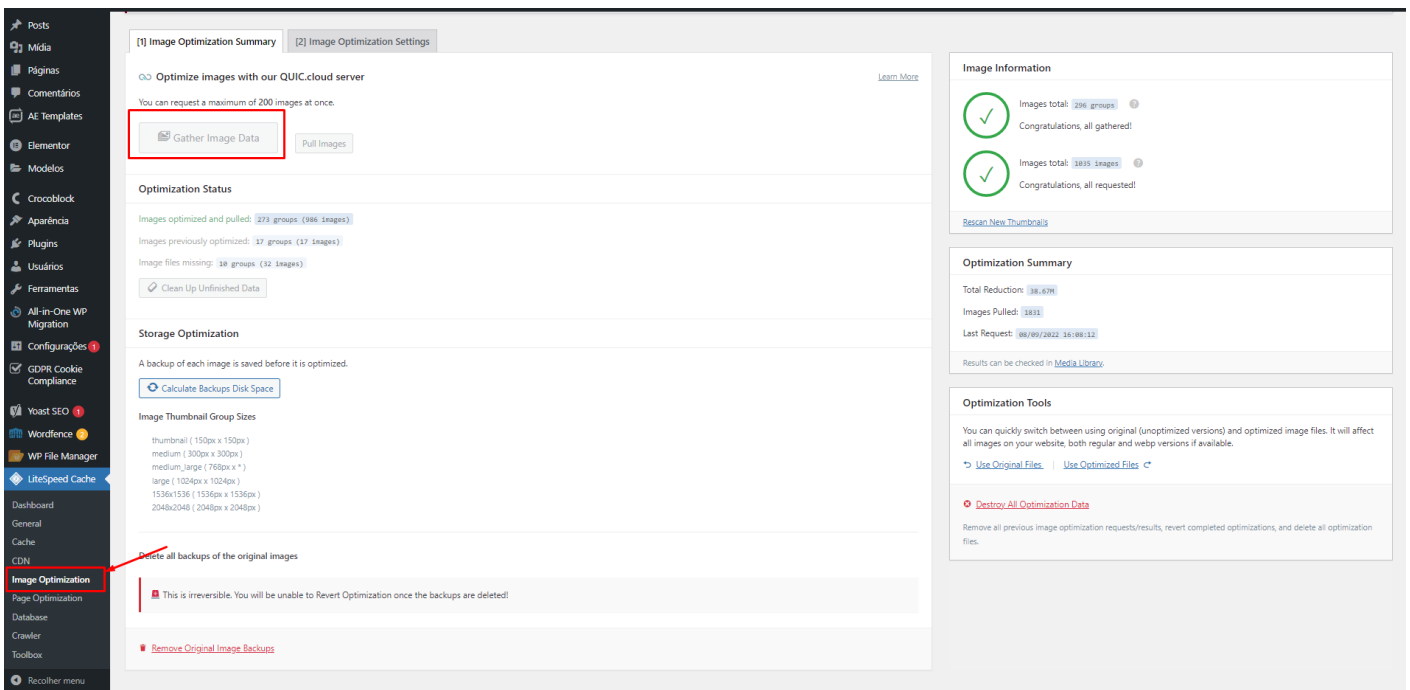 Posts
Mídia
Páginas
Comentários
AE Templates
Elementor
Modelos
Crocoblock
Aparência
Plugins
Usuários
Ferramentas
All-in-One WP
Migration
Configurações 1
GDPR Cookie
Compliance
Yoast SEO 1
Wordfence 2
WP File Manager
LiteSpeed Cache
Dashboard
General
Cache
CDN
Image Optimization
Page Optimization
Database
Crawler
Toolbox
Recolher menu
[1] Image Optimization Summary
[2] Image Optimization Settings
Optimize images with our QUIC.cloud server
Learn More
You can request a maximum of 200 images at once.
Gather Image Data
Pull Images
Optimization Status
Images optimized and pulled: 273 groups (986 images)
Images previously optimized: 17 groups (17 images)
Image files missing: 10 groups (32 images)
Clean Up Unfinished Data
Storage Optimization
A backup of each image is saved before it is optimized.
Calculate Backups Disk Space
Image Thumbnail Group Sizes
thumbnail ( 150px x 150px )
medium ( 300px x 300px )
medium_large ( 768px x * )
large ( 1024px x 1024px )
1536x1536 ( 1536px x 1536px )
2048x2048 ( 2048px x 2048px )
Delete all backups of the original images
This is irreversible. You will be unable to Revert Optimization once the backups are deleted!
Remove Original Image Backups
Image Information
Images total: 296 groups
Congratulations, all gathered!
Images total: 1035 images
Congratulations, all requested!
Rescan New Thumbnails
Optimization Summary
Total Reduction: 38.67M
Images Pulled: 1031
Last Request: 08/09/2022 16:08:12
Results can be checked in Media Library.
Optimization Tools
You can quickly switch between using original (unoptimized versions) and optimized image files. It will affect
all images on your website, both regular and webp versions if available.
Use Original Files | Use Optimized Files
Destroy All Optimization Data
Remove all previous image optimization requests/results, revert completed optimizations, and delete all optimization
files.